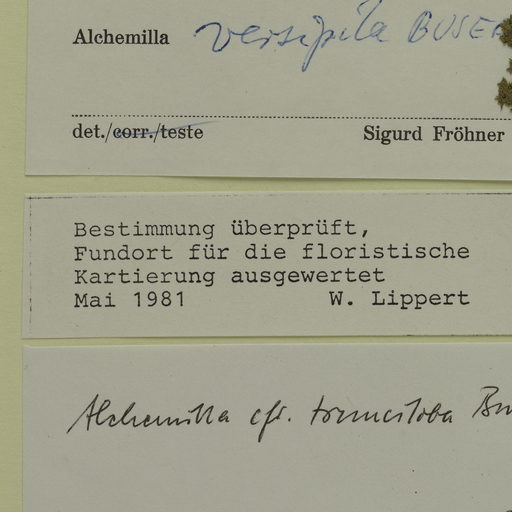 Alchemilla versipila BUSER
det./corr./teste Sigurd Fröhner
Bestimmung überprüft,
Fundort für die floristische
Kartierung ausgewertet
Mai 1981 W. Lippert
Alchemilla cfr. trunciloba